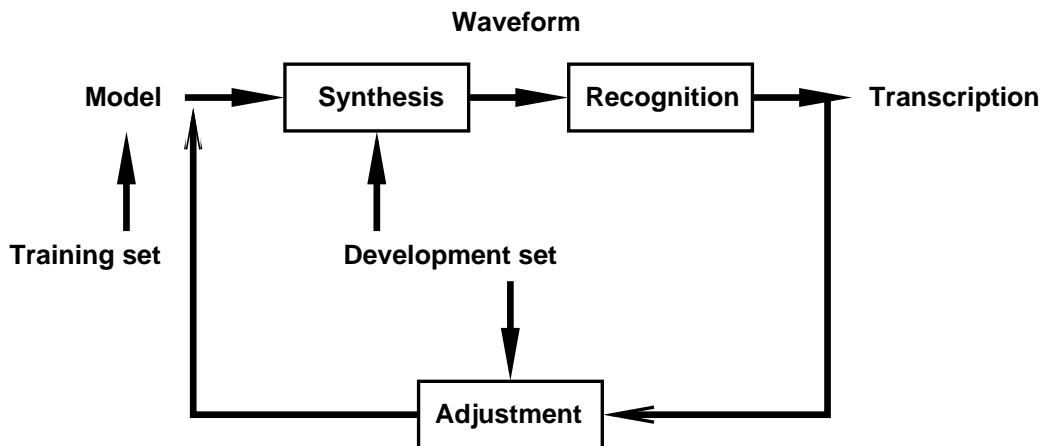 Waveform
Model
Synthesis
Recognition
Transcription
Training set
Development set
Adjustment